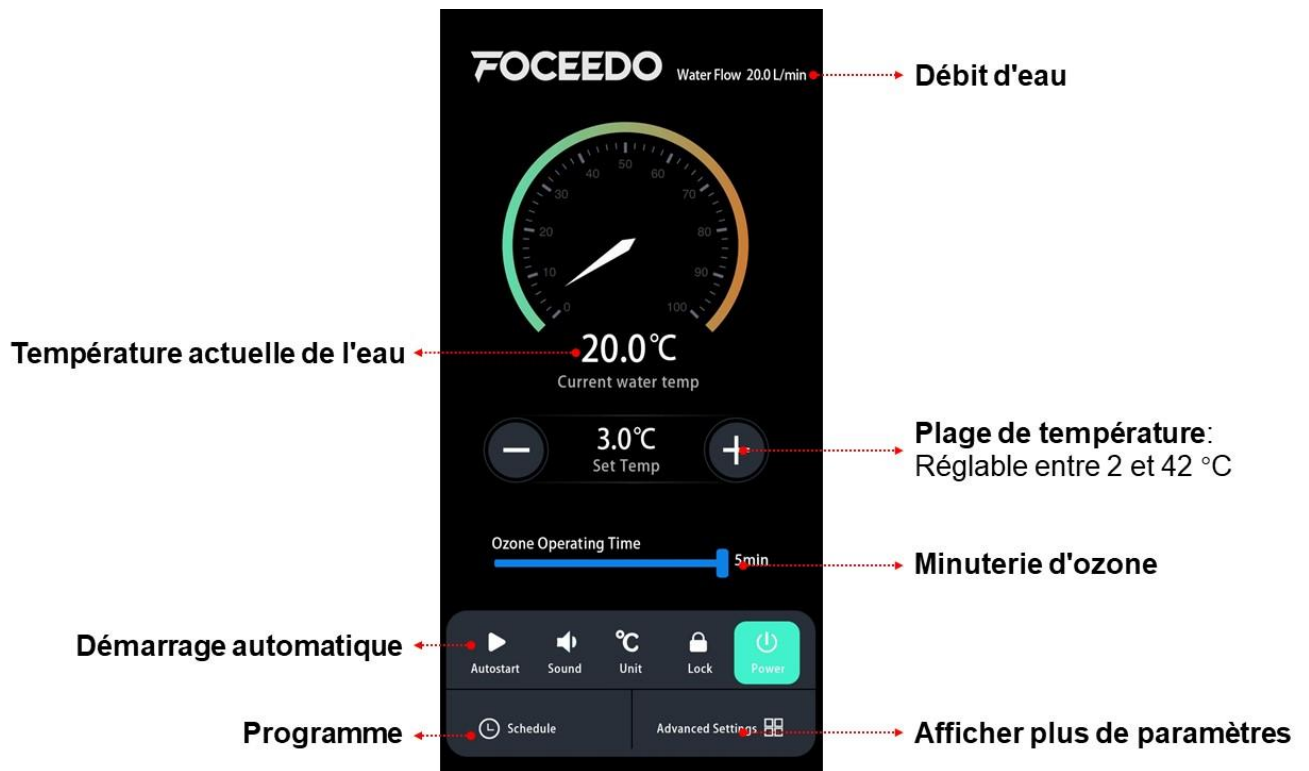 FOCEEDO
Water Flow 20.0 L/min
Débit d'eau
0
10
20
30
40
50
60
70
80
90
100
Température actuelle de l'eau
20.0°C
Current water temp
3.0°C
Set Temp
Plage de température:
Réglable entre 2 et 42 °C
Ozone Operating Time
5min
Minuterie d'ozone
Démarrage automatique
Autostart
Sound
°C
Unit
Lock
Power
Programme
Schedule
Advanced Settings
Afficher plus de paramètres